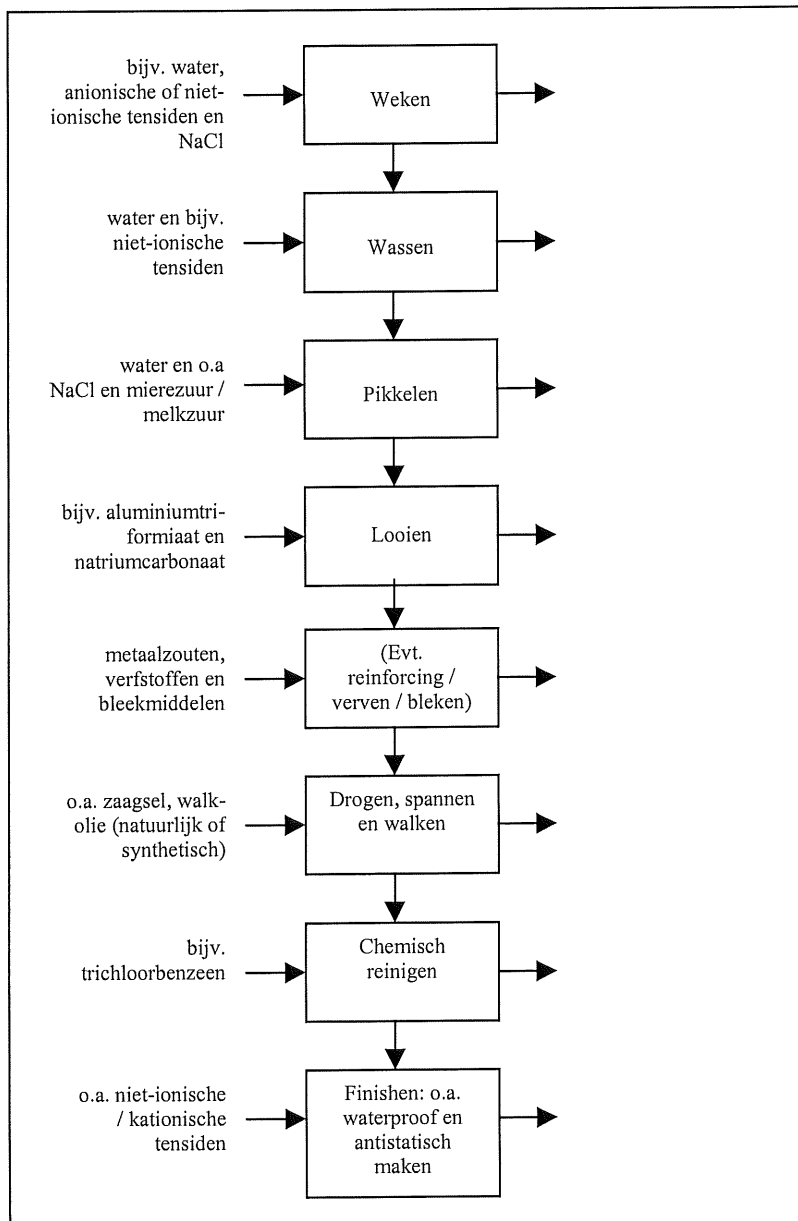 bijv. water,
anionische of niet-
ionische tensiden en
NaCl
Weken
water en bijv.
niet-ionische
tensiden
Wassen
water en o.a
NaCl en mierezuur /
melkzuur
Pikkelen
bijv. aluminiumtri-
formiaat en
natriumcarbonaat
Looien
metaalzouten,
verfstoffen en
bleekmiddelen
(Evt.
reinforcing /
verven / bleken)
o.a. zaagsel, walk-
olie (natuurlijk of
synthetisch)
Drogen, spannen
en walken
bijv.
trichloorbenzeen
Chemisch
reinigen
o.a. niet-ionische
/ kationische
tensiden
Finishen: o.a.
waterproof en
antistatisch
maken